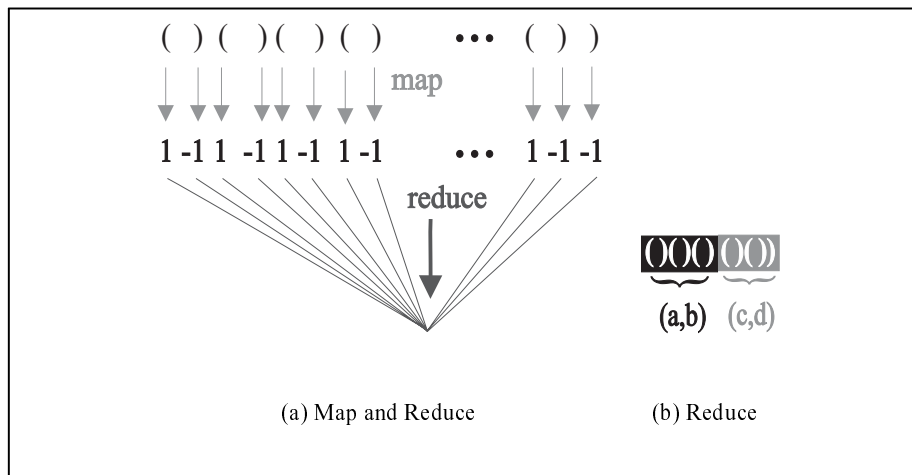 ( ) ( ) ( ) ( ) ••• ( ) )
map
1 -1 1 -1 1 -1 1 -1 ••• 1 -1 -1
reduce
()()()()())
(a,b) (c,d)
(a) Map and Reduce (b) Reduce